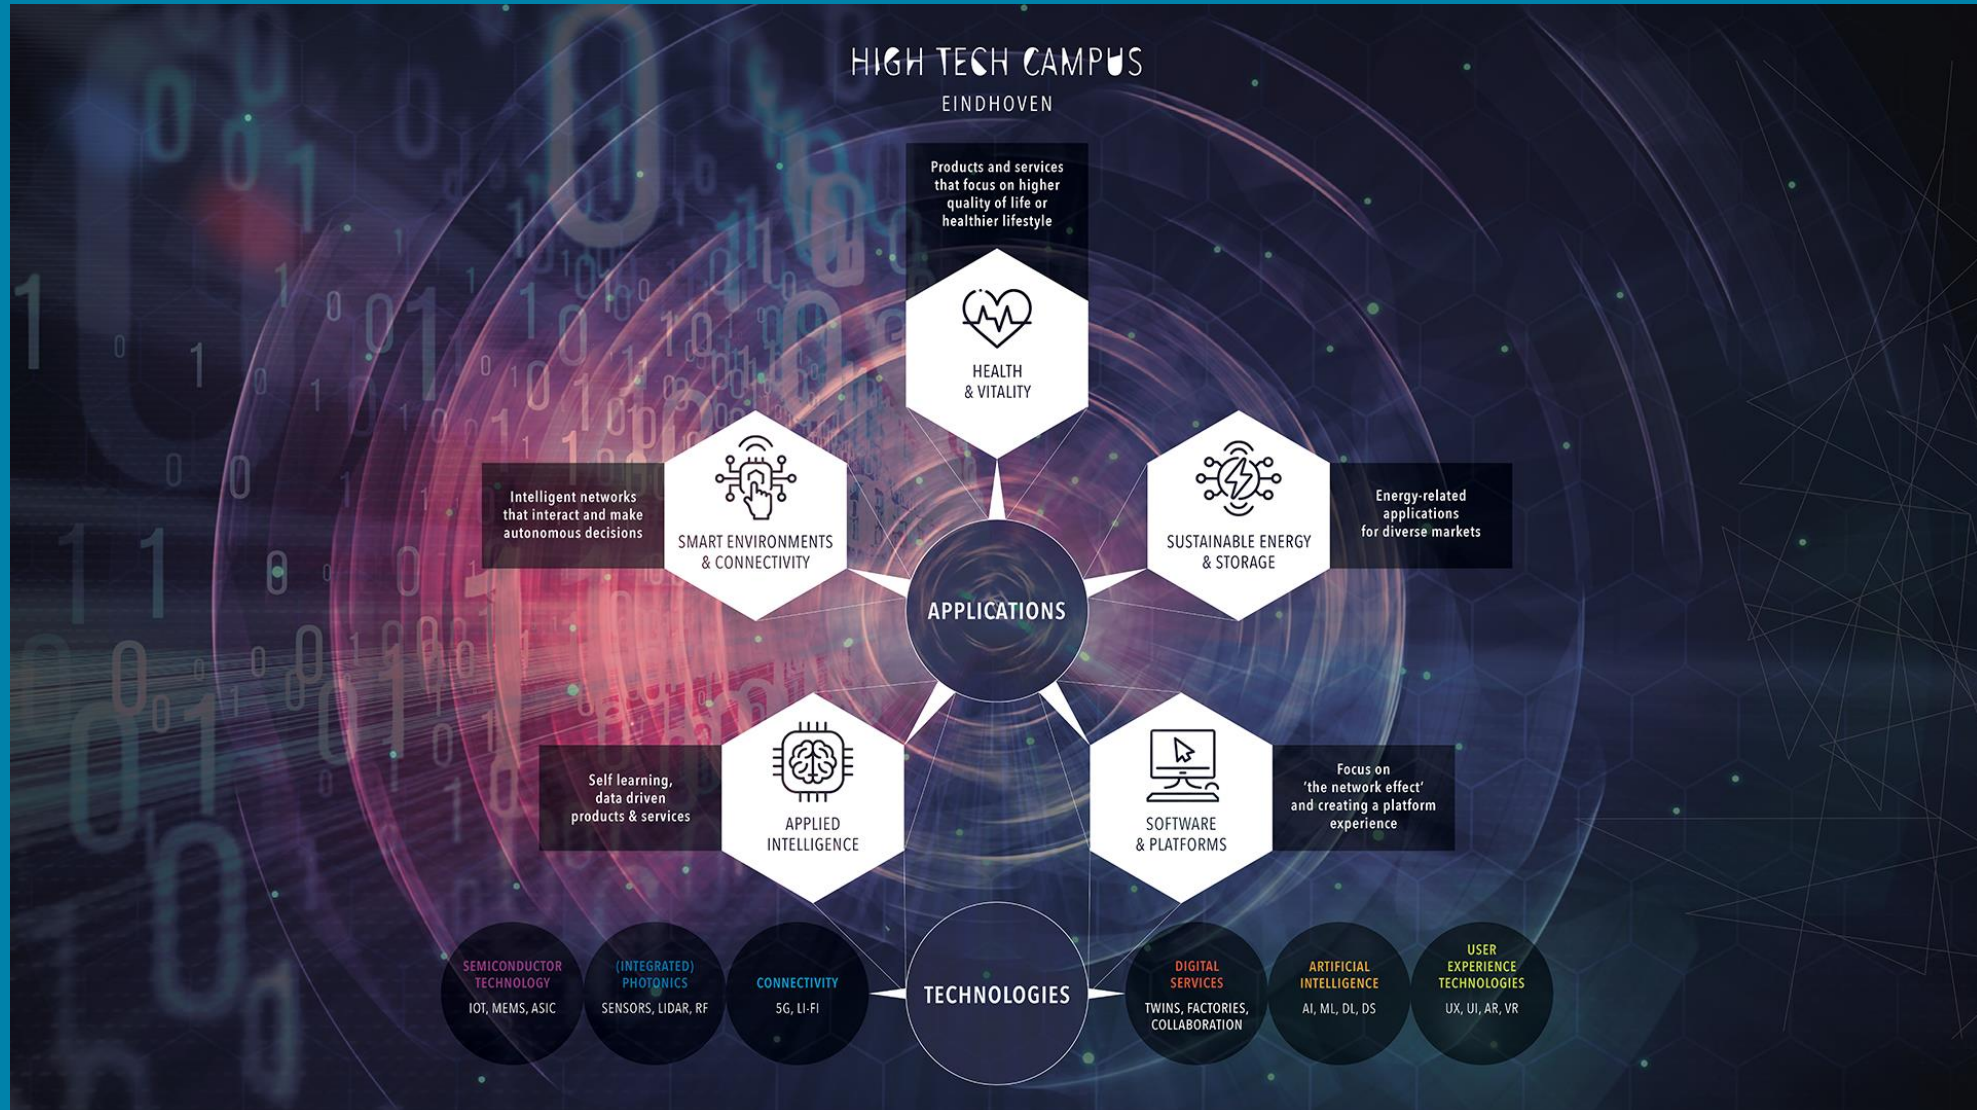 HIGH TECH CAMPUS
EINDHOVEN
Products and services
that focus on higher
quality of life or
healthier lifestyle
HEALTH
& VITALITY
Intelligent networks
that interact and make
autonomous decisions
SMART ENVIRONMENTS
& CONNECTIVITY
SUSTAINABLE ENERGY
& STORAGE
Energy-related
applications
for diverse markets
APPLICATIONS
Self learning,
data driven
products & services
APPLIED
INTELLIGENCE
SOFTWARE
& PLATFORMS
Focus on
‘the network effect’
and creating a platform
experience
SEMICONDUCTOR
TECHNOLOGY
IOT, MEMS, ASIC
(INTEGRATED)
PHOTONICS
SENSORS, LIDAR, RF
CONNECTIVITY
5G, LI-FI
TECHNOLOGIES
DIGITAL
SERVICES
TWINS, FACTORIES,
COLLABORATION
ARTIFICIAL
INTELLIGENCE
AI, ML, DL, DS
USER
EXPERIENCE
TECHNOLOGIES
UX, UI, AR, VR